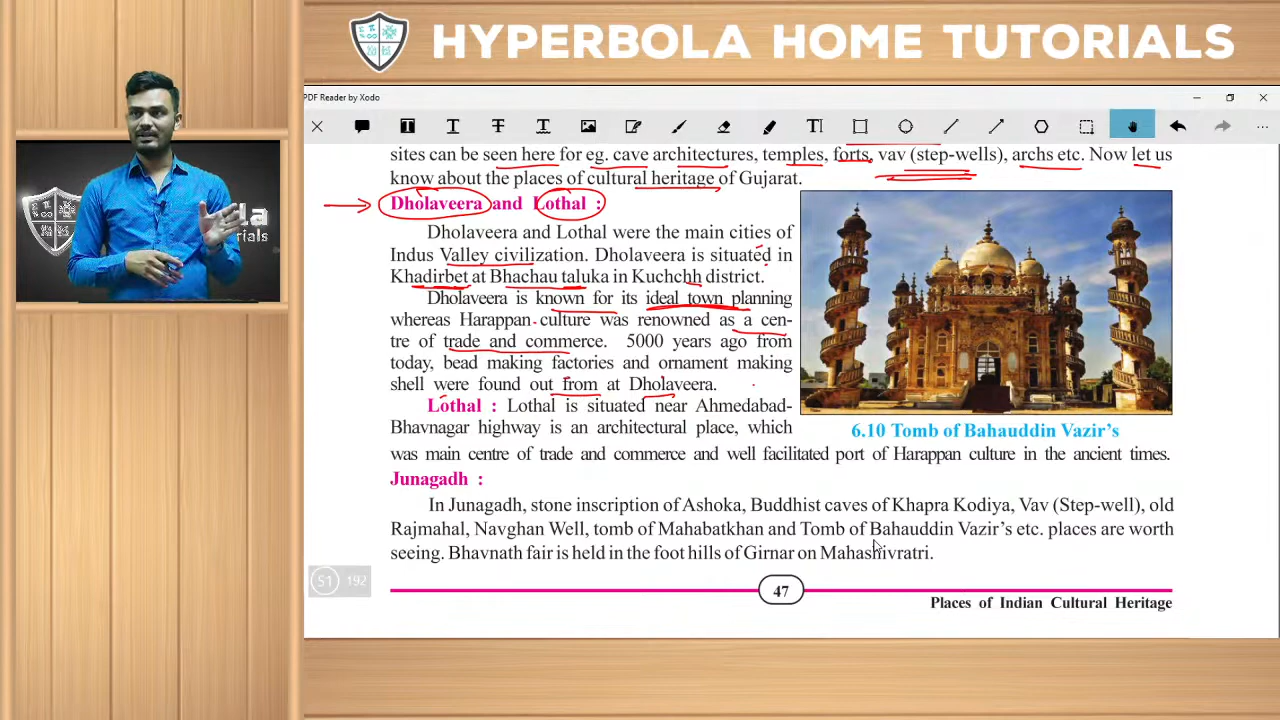 HYPERBOLA HOME TUTORIALS
PDF Reader by Xodo
sites can be seen here for eg. cave architectures, temples, forts, vav (step-wells), archs etc. Now let us
know about the places of cultural heritage of Gujarat.
Dholaveera and Lothal :
Dholaveera and Lothal were the main cities of
Indus Valley civilization. Dholaveera is situated in
Khadirbet at Bhachau taluka in Kuchchh district.
Dholaveera is known for its ideal town planning
whereas Harappan culture was renowned as a cen-
tre of trade and commerce. 5000 years ago from
today, bead making factories and ornament making
shell were found out from at Dholaveera.
Lothal : Lothal is situated near Ahmedabad-
Bhavnagar highway is an architectural place, which
was main centre of trade and commerce and well facilitated port of Harappan culture in the ancient times.
6.10 Tomb of Bahauddin Vazir's
Junagadh :
In Junagadh, stone inscription of Ashoka, Buddhist caves of Khapra Kodiya, Vav (Step-well), old
Rajmahal, Navghan Well, tomb of Mahabatkhan and Tomb of Bahauddin Vazir's etc. places are worth
seeing. Bhavnath fair is held in the foot hills of Girnar on Mahashivratri.
51 192
47
Places of Indian Cultural Heritage